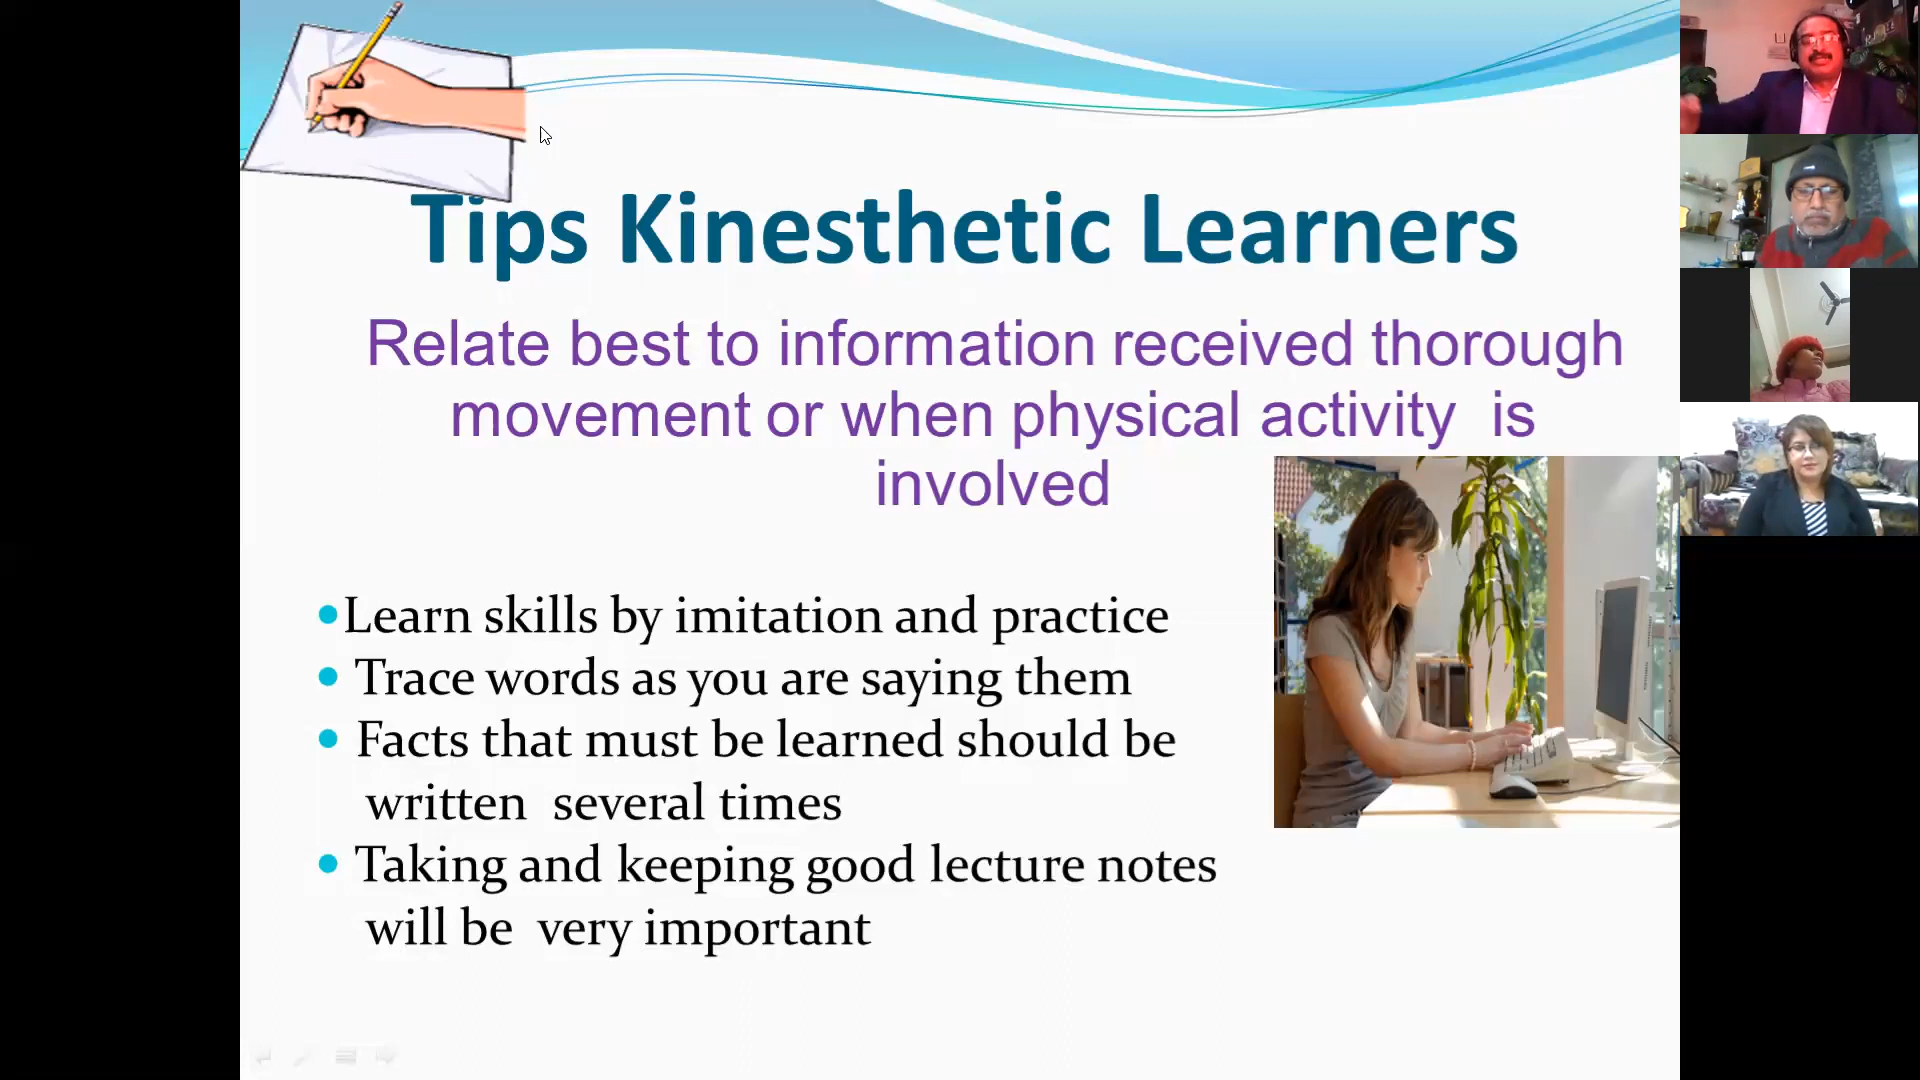 Tips Kinesthetic Learners
Relate best to information received thorough
movement or when physical activity is
involved
•Learn skills by imitation and practice
• Trace words as you are saying them
• Facts that must be learned should be
written several times
• Taking and keeping good lecture notes
will be very important